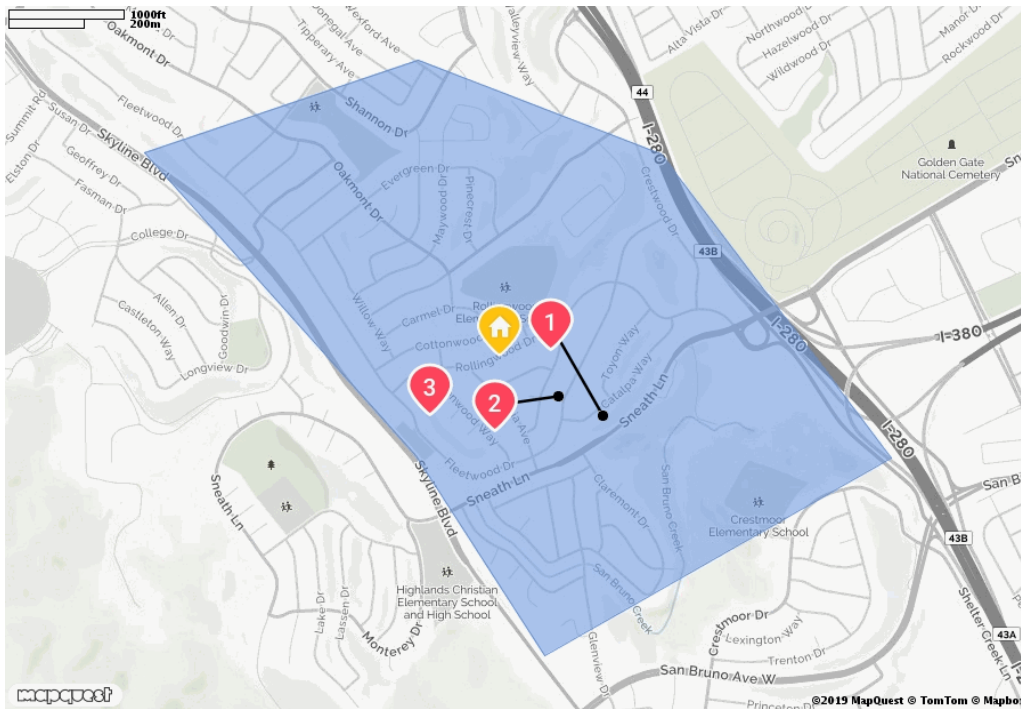 1000ft
200m
Oakmont Dr
Donegal Ave
Wexford Ave
Tipperary Ave
Valleyview Way
Alta Vista Dr
Northwood Dr
Hazelwood Dr
Wildwood Dr
Manor Dr
Rockwood Dr
Summit Rd
Elston Dr
Susan Dr
Fleetwood Dr
Geoffrey Dr
Fasman Dr
Skyline Blvd
Shannon Dr
44
I-280
Golden Gate
National Cemetery
Oakmont Dr
Evergreen Dr
Maywood Dr
Pinecrest Dr
Crestwood Dr
College Dr
43B
Castleton Way
Allen Dr
Goodwin Dr
Longview Dr
Willow Way
Carmel Dr
Cottonwood
Rollingwood Dr
1
Toyon Way
Catalpa Way
Sneath Ln
I-280
I-380
3
2
Fleetwood Dr
Sneath Ln
Skyline Blvd
Sneath Ln
Claremont Dr
San Bruno Creek
Crestmoor
Elementary School
I-280
43B
Highlands Christian
Elementary School
and High School
San Bruno Creek
Lake Dr
Lassen Dr
Monterey Dr
Glenview Dr
Crestmoor Dr
Lexington Way
Trenton Dr
San Bruno Ave W
Shelter Creek Ln
43A
Princeton Dr
mapquest
©2019 MapQuest © TomTom © Mapbo